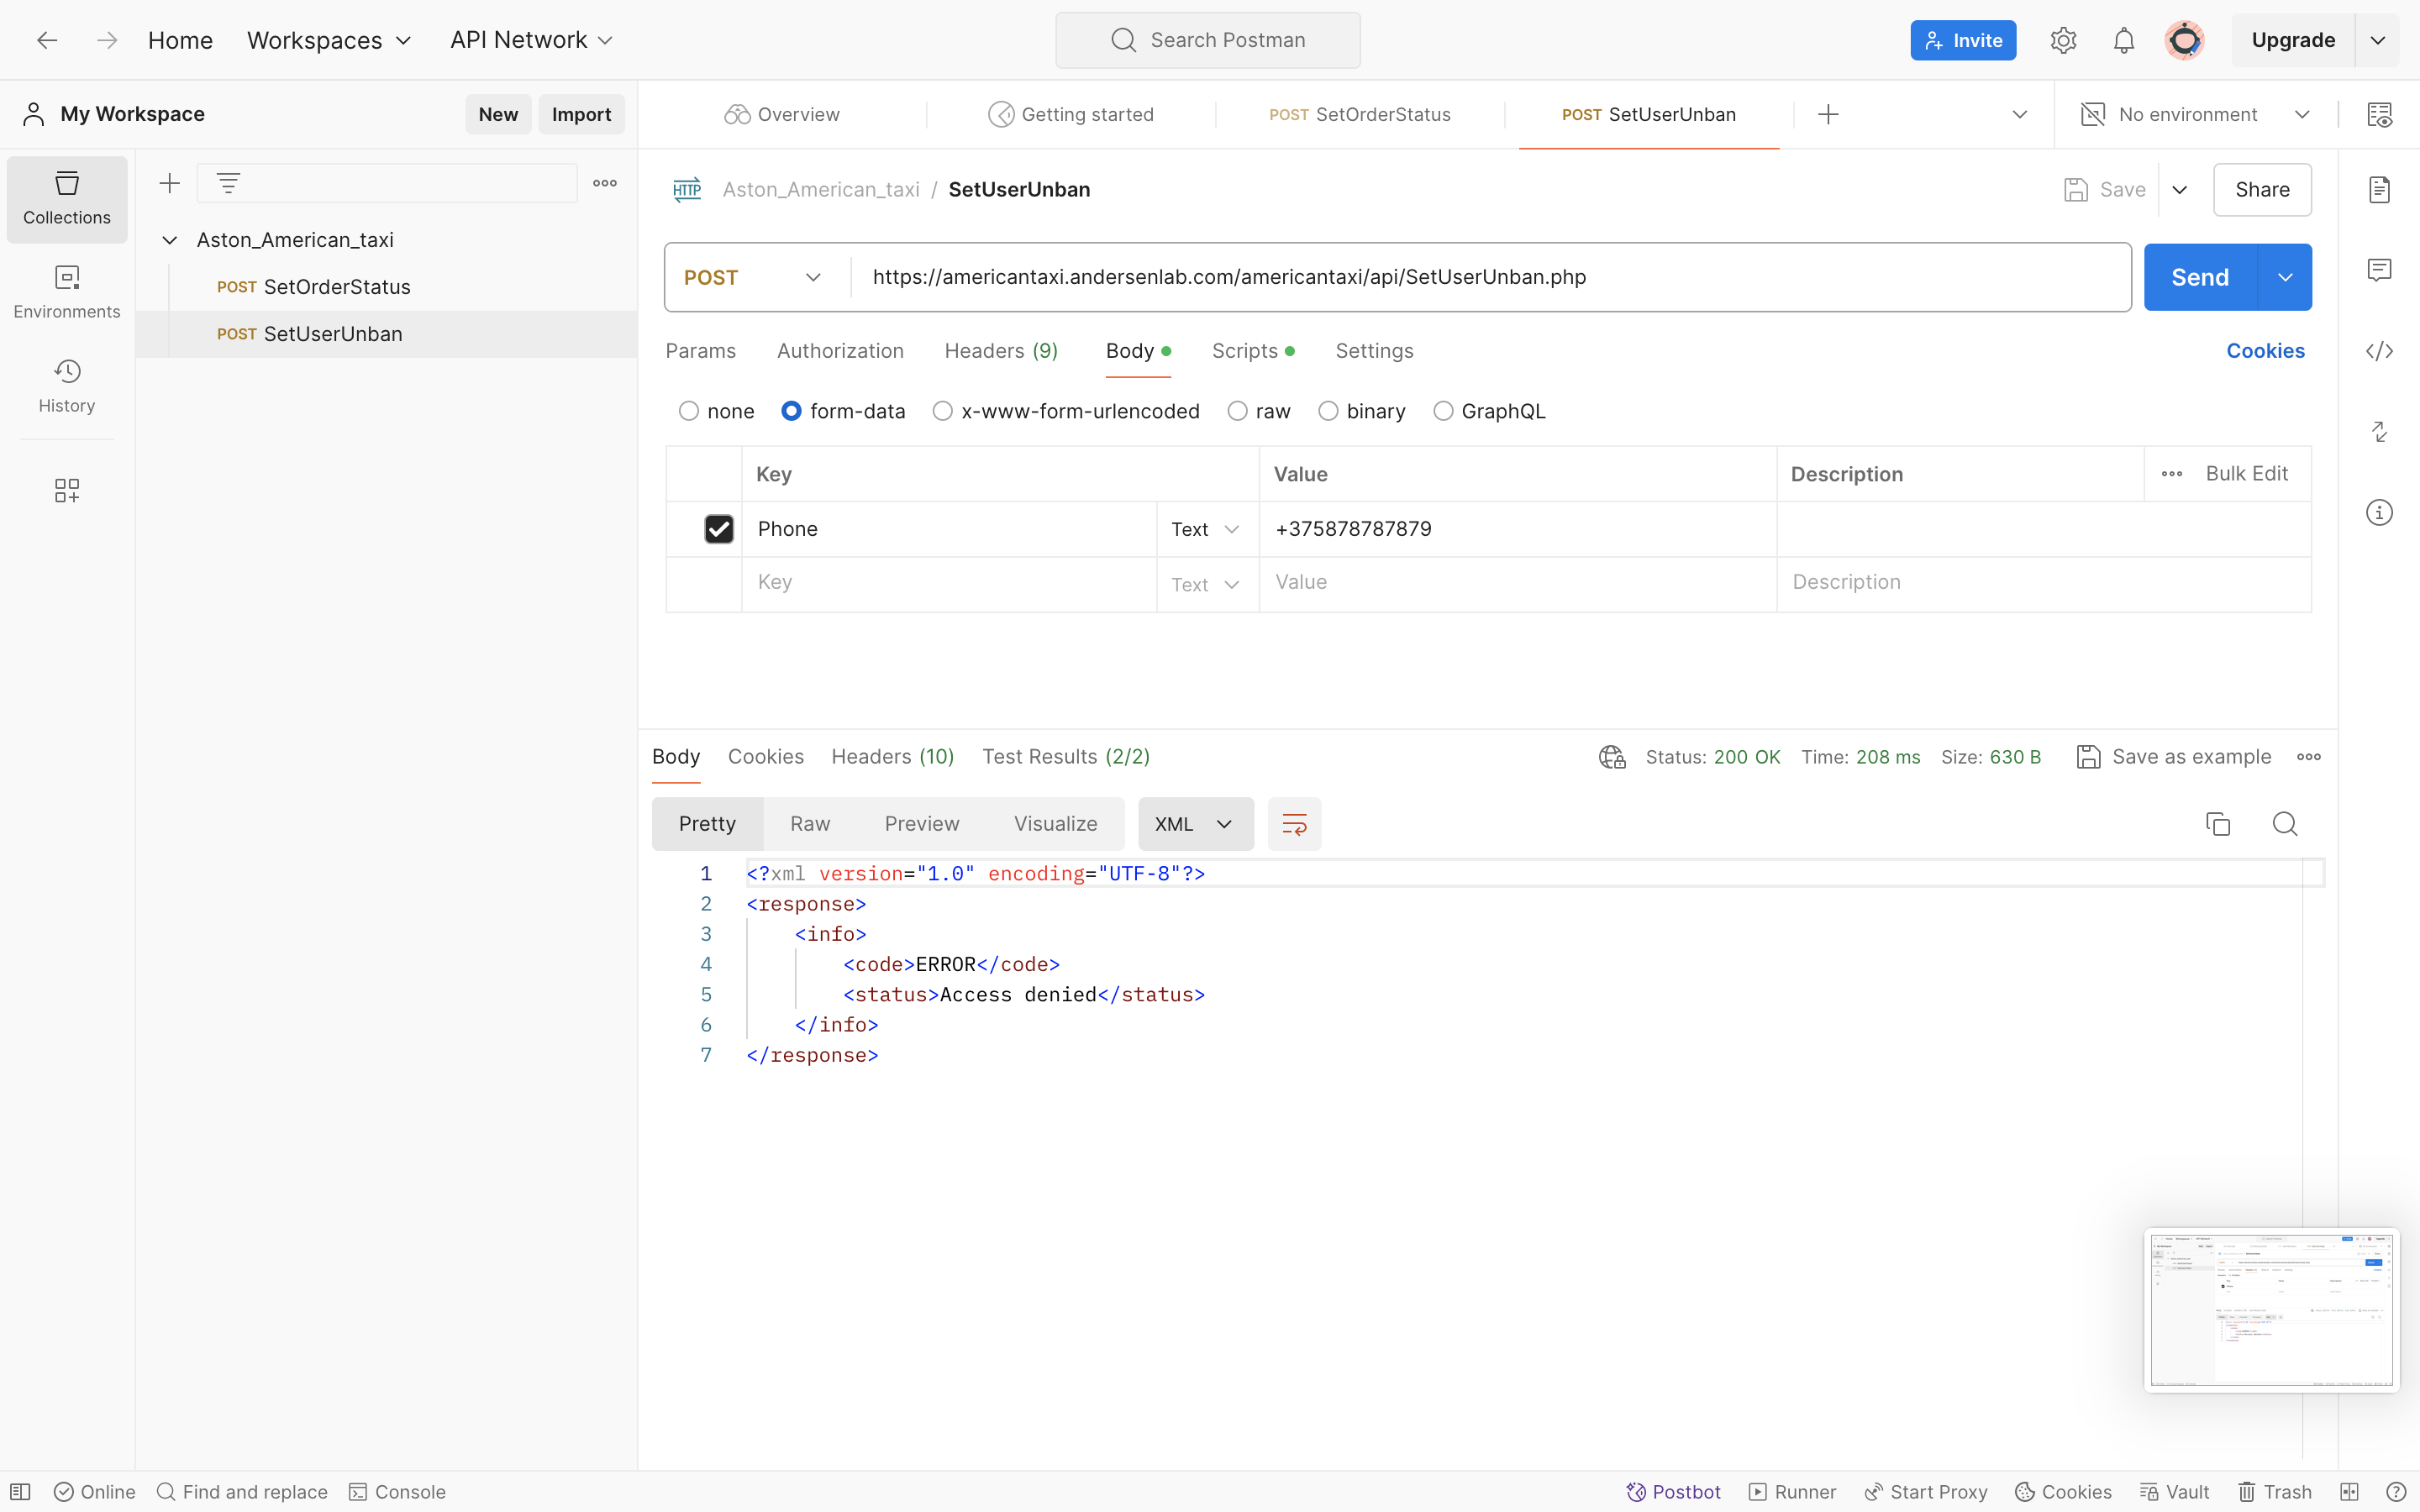 Home Workspaces API Network Search Postman Invite Upgrade
My Workspace New Import Overview Getting started POST SetOrderStatus POST SetUserUnban No environment
Collections
Environments
History
Aston_American_taxi
POST SetOrderStatus
POST SetUserUnban
HTTP Aston_American_taxi / SetUserUnban Save Share
POST https://americantaxi.andersenlab.com/americantaxi/api/SetUserUnban.php Send
Params Authorization Headers (9) Body Scripts Settings Cookies
none form-data x-www-form-urlencoded raw binary GraphQL
Key Value Description Bulk Edit
Phone Text +375878787879
Key Text Value Description
Body Cookies Headers (10) Test Results (2/2) Status: 200 OK Time: 208 ms Size: 630 B Save as example
Pretty Raw Preview Visualize XML
1 <?xml version="1.0" encoding="UTF-8"?>
2 <response>
3 <info>
4 <code>ERROR</code>
5 <status>Access denied</status>
6 </info>
7 </response>
Online Find and replace Console Postbot Runner Start Proxy Cookies Vault Trash